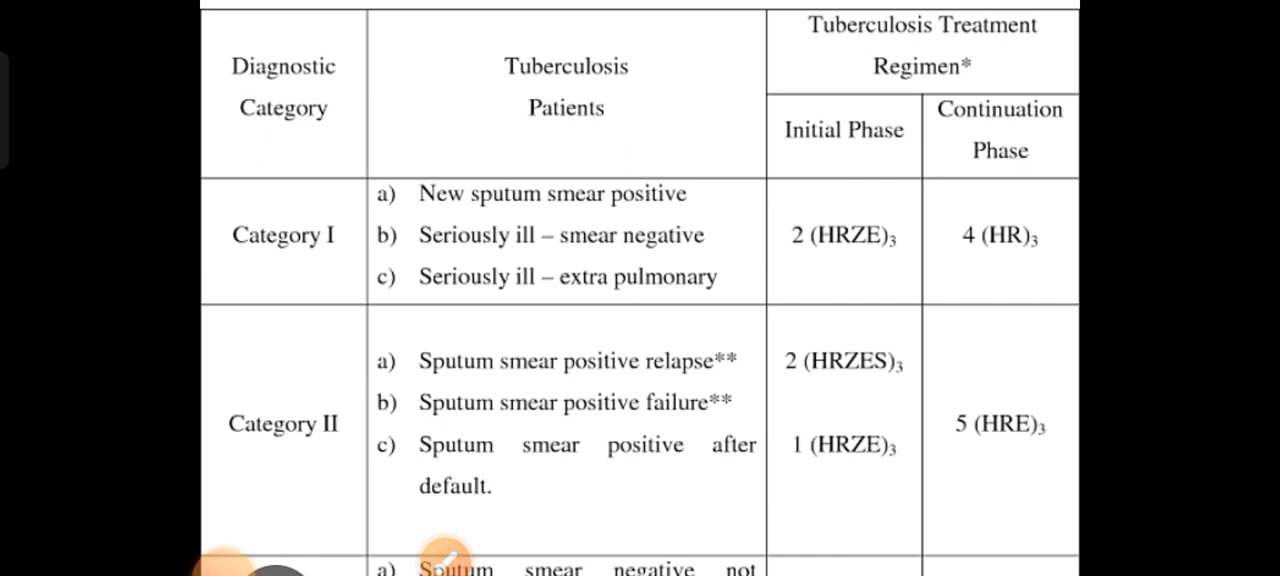 Diagnostic
Category
Tuberculosis
Patients
Tuberculosis Treatment
Regimen*
Initial Phase
Continuation
Phase
Category I
a) New sputum smear positive
b) Seriously ill – smear negative
c) Seriously ill – extra pulmonary
2 (HRZE)3
4 (HR)3
Category II
a) Sputum smear positive relapse**
b) Sputum smear positive failure**
c) Sputum smear positive after
default.
2 (HRZES)3
1 (HRZE)3
5 (HRE)3
a) Sputum smear negative not